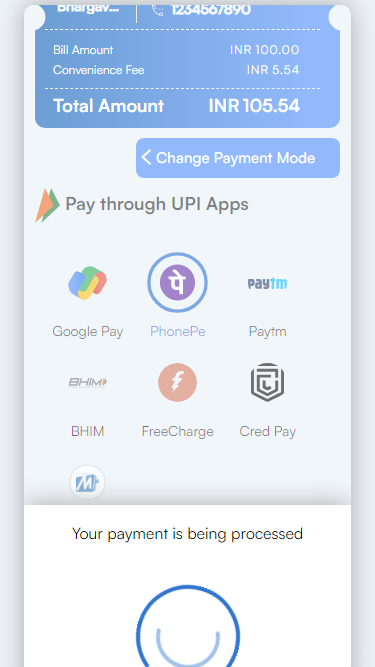 Bhargav... 1234567890
Bill Amount INR 100.00
Convenience Fee INR 5.54
Total Amount INR 105.54
Change Payment Mode
Pay through UPI Apps
पे paytm
Google Pay PhonePe Paytm
BHIM
BHIM FreeCharge Cred Pay
M
Your payment is being processed